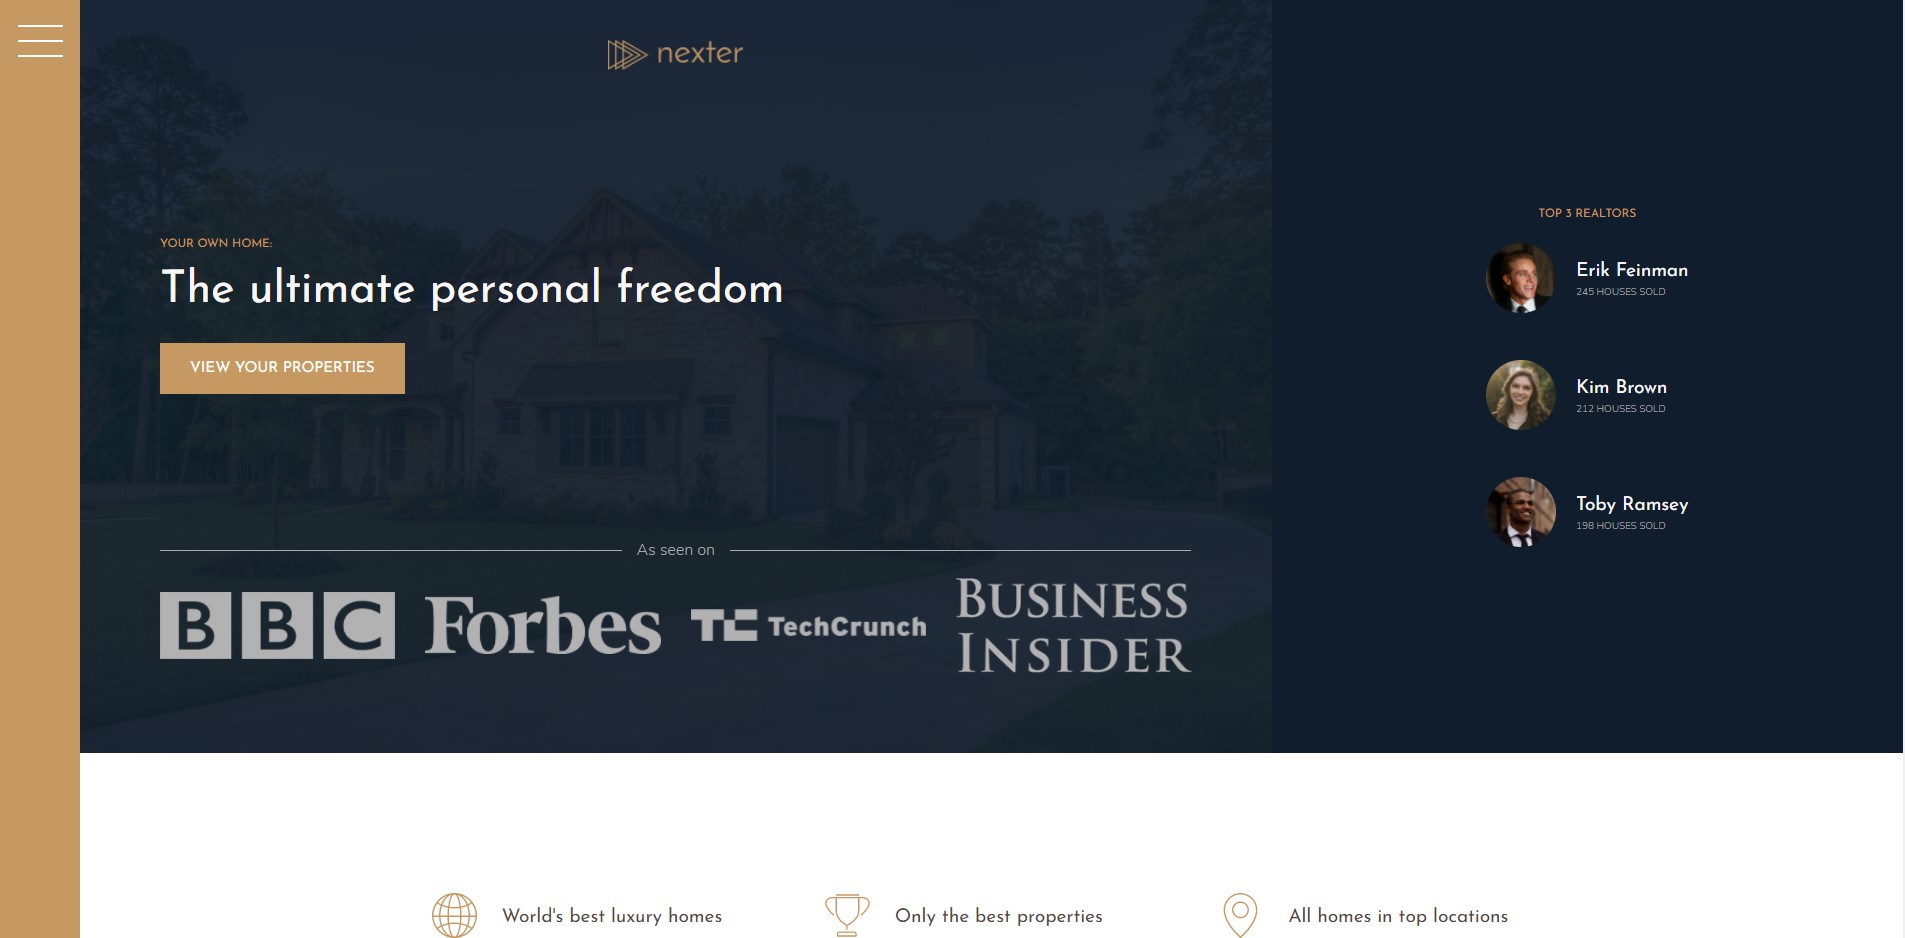 nexter
YOUR OWN HOME:
The ultimate personal freedom
VIEW YOUR PROPERTIES
As seen on
BBC
Forbes
TC TechCrunch
BUSINESS
INSIDER
TOP 3 REALTORS
Erik Feinman
245 HOUSES SOLD
Kim Brown
212 HOUSES SOLD
Toby Ramsey
198 HOUSES SOLD
World's best luxury homes
Only the best properties
All homes in top locations